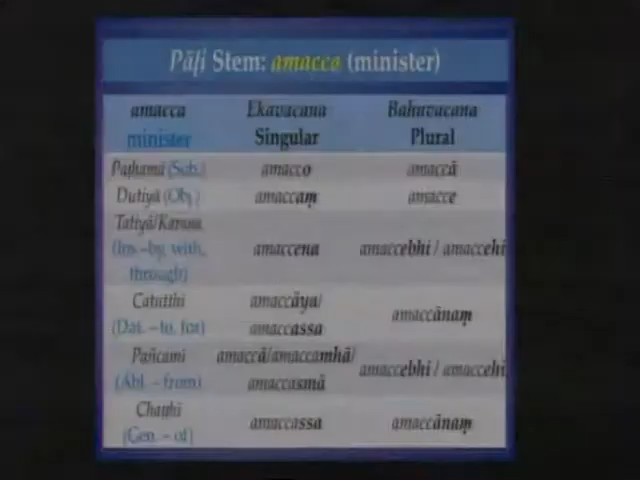 Pāḷi Stem: amacca (minister)
amacca Ekavacana Bahuvacana
minister Singular Plural
Paṭhamā (Sub.) amacco amaccā
Dutiyā (Obj.) amaccaṃ amacce
Tatiyā/Karaṇa
(Ins.–by, with, through) amaccena amaccebhi / amaccehi
Catutthi amaccāya/
(Dat. – to, for) amaccassa amaccānaṃ
Pañcamī amaccā/amaccamhā/
(Abl. – from) amaccasmā amaccebhi / amaccehi
Chaṭṭhi
(Gen. – of) amaccassa amaccānaṃ